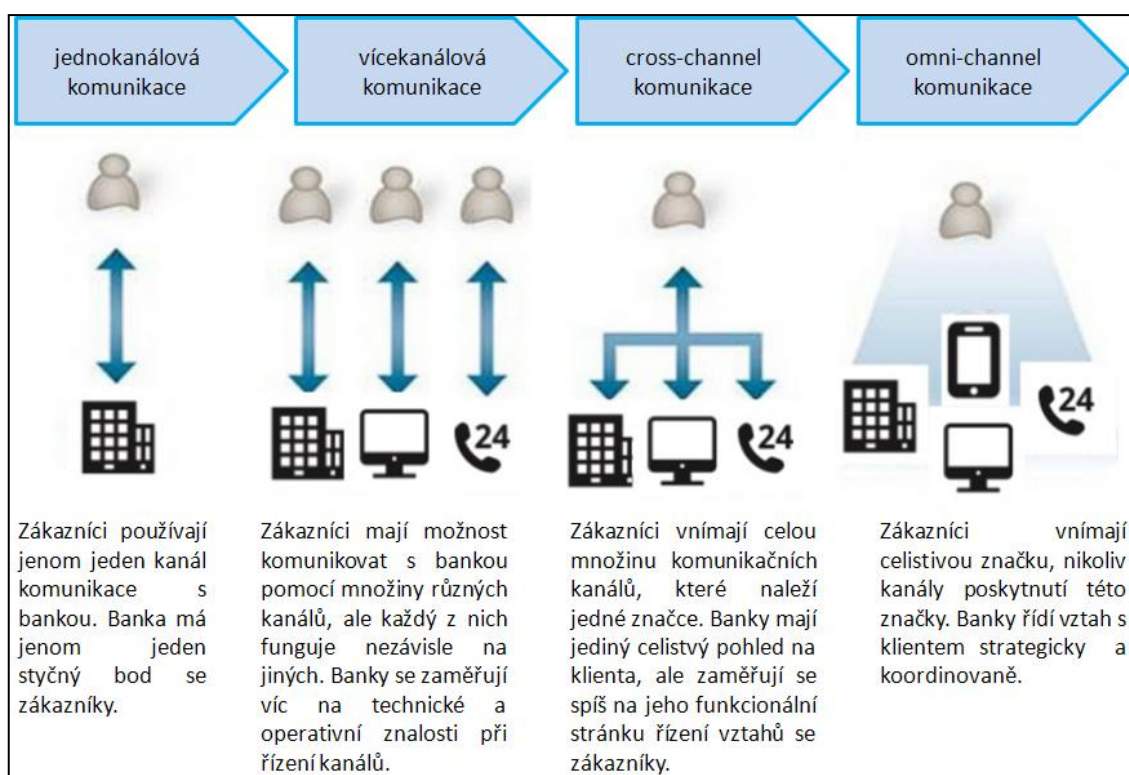 jednokanálová
komunikace
vícekanálová
komunikace
cross-channel
komunikace
omni-channel
komunikace
24
24
24
Zákazníci používají
jenom jeden kanál
komunikace s
bankou. Banka má
jenom jeden
styčný bod se
zákazníky.
Zákazníci mají možnost
komunikovat s bankou
pomocí množiny různých
kanálů, ale každý z nich
funguje nezávisle na
jiných. Banky se zaměřují
víc na technické a
operativní znalosti při
řízení kanálů.
Zákazníci vnímají celou
množinu komunikačních
kanálů, které naleží
jedné značce. Banky mají
jediný celistvý pohled na
klienta, ale zaměřují se
spíš na jeho funkcionální
stránku řízení vztahů se
zákazníky.
Zákazníci vnímají
celistivou značku, nikoliv
kanály poskytnutí této
značky. Banky řídí vztah s
klientem strategicky a
koordinovaně.